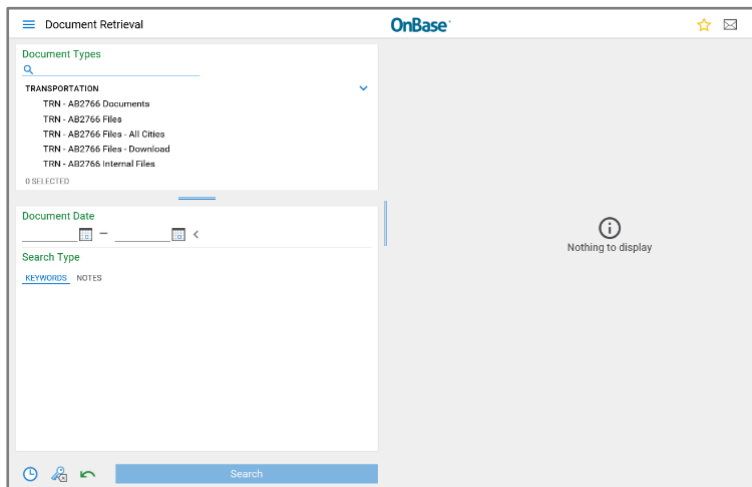 Document Retrieval
OnBase
Document Types
TRANSPORTATION
TRN - AB2766 Documents
TRN - AB2766 Files
TRN - AB2766 Files - All Cities
TRN - AB2766 Files - Download
TRN - AB2766 Internal Files
0 SELECTED
Document Date
Search Type
KEYWORDS NOTES
Search
Nothing to display